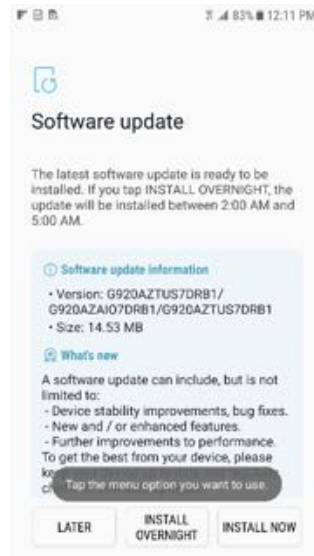 83% 12:11 PM
Software update
The latest software update is ready to be
installed. If you tap INSTALL OVERNIGHT, the
update will be installed between 2:00 AM and
5:00 AM.
Software update information
• Version: G920AZTUS7DRB1/
G920AZAIO7DRB1/G920AZTUS7DRB1
• Size: 14.53 MB
What's new
A software update can include, but is not
limited to:
- Device stability improvements, bug fixes.
- New and / or enhanced features.
- Further improvements to performance.
To get the best from your device, please
Tap the menu option you want to use.
LATER
INSTALL
OVERNIGHT
INSTALL NOW